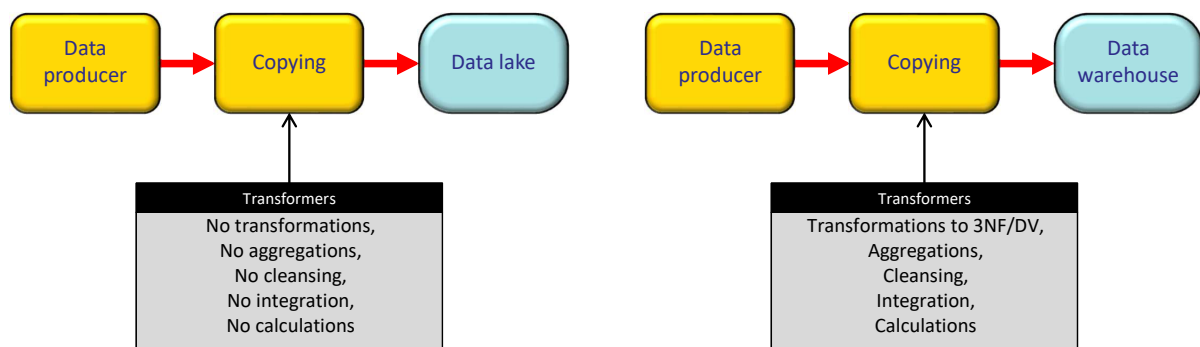 Data
producer
Copying
Data lake
Transformers
No transformations,
No aggregations,
No cleansing,
No integration,
No calculations
Data
producer
Copying
Data
warehouse
Transformers
Transformations to 3NF/DV,
Aggregations,
Cleansing,
Integration,
Calculations